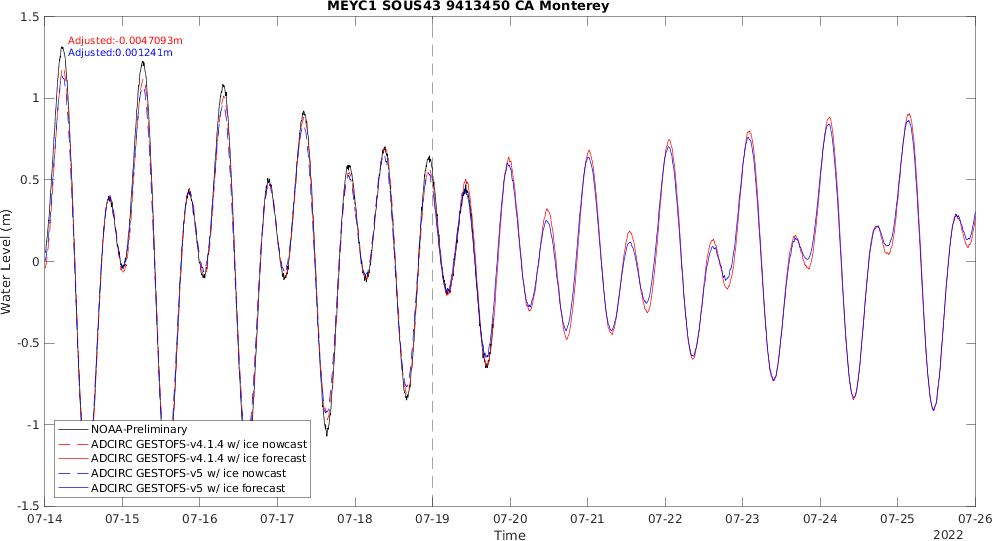 MEYC1 SOUS43 9413450 CA Monterey
Adjusted:-0.0047093m
Adjusted:0.001241m
1.5
1
0.5
0
-0.5
-1
-1.5
Water Level (m)
NOAA-Preliminary
ADCIRC GESTOFS-v4.1.4 w/ ice nowcast
ADCIRC GESTOFS-v4.1.4 w/ ice forecast
ADCIRC GESTOFS-v5 w/ ice nowcast
ADCIRC GESTOFS-v5 w/ ice forecast
07-14 07-15 07-16 07-17 07-18 07-19 07-20 07-21 07-22 07-23 07-24 07-25 07-26
Time
2022